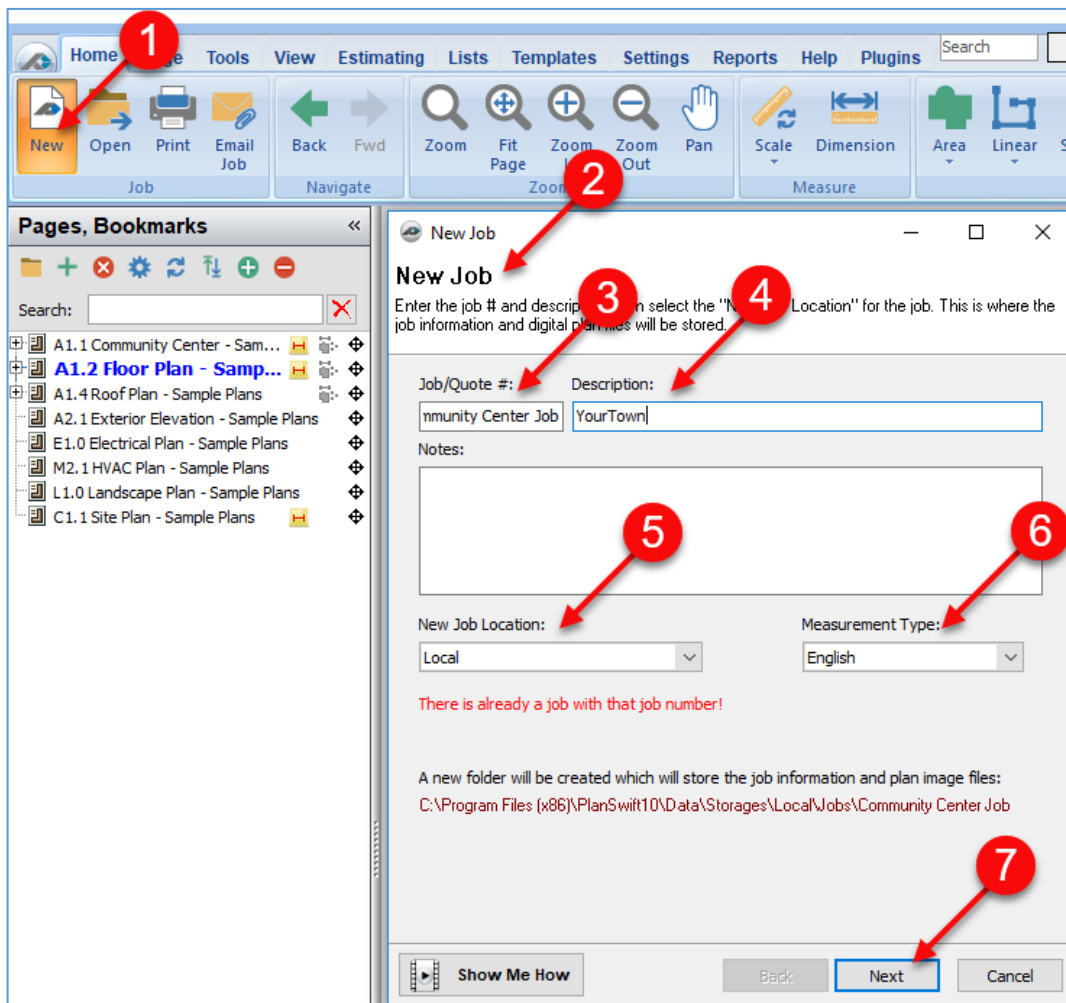 1
Home
Tools
View
Estimating
Lists
Templates
Settings
Reports
Help
Plugins
Search
New
Open
Print
Email
Job
Back
Fwd
Zoom
Fit
Page
Zoom
Zoom
Out
Pan
Scale
Dimension
Area
Linear
Job
Navigate
Measure
2
Pages, Bookmarks
Search:
A1.1 Community Center - Sam...
A1.2 Floor Plan - Samp...
A1.4 Roof Plan - Sample Plans
A2.1 Exterior Elevation - Sample Plans
E1.0 Electrical Plan - Sample Plans
M2.1 HVAC Plan - Sample Plans
L1.0 Landscape Plan - Sample Plans
C1.1 Site Plan - Sample Plans
New Job
New Job
3
4
Enter the job # and select the Location" for the job. This is where the
job information and digital plan files will be stored.
Job/Quote #:
Description:
mmunity Center Job
YourTown
Notes:
5
6
New Job Location:
Measurement Type:
Local
English
There is already a job with that job number!
A new folder will be created which will store the job information and plan image files:
C:\Program Files (x86)\PlanSwift10\Data\Storages\Local\Jobs\Community Center Job
7
Show Me How
Back
Next
Cancel